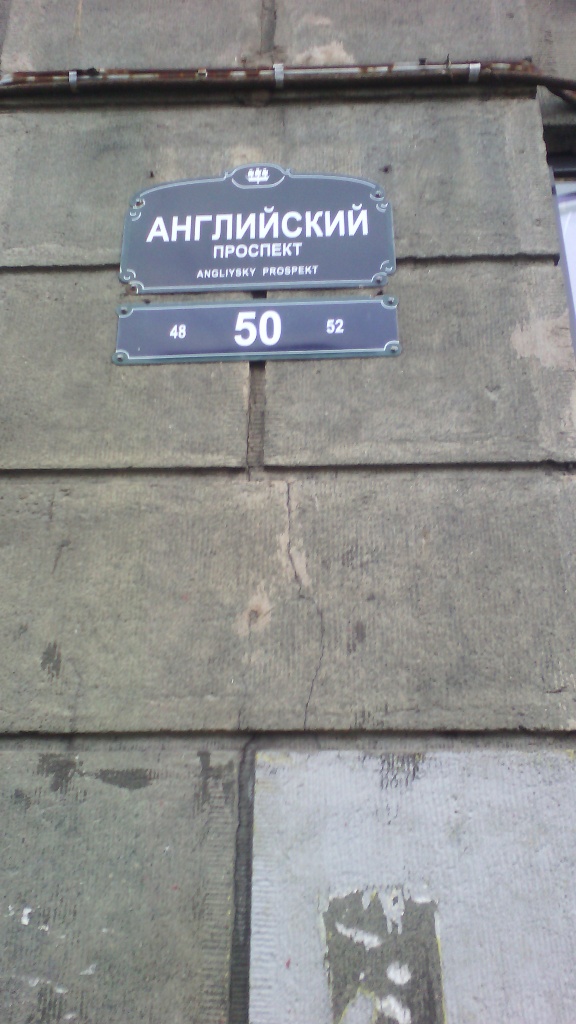 АНГЛИЙСКИЙ
ПРОСПЕКТ
ANGLIYSKY PROSPEKT
48 50 52